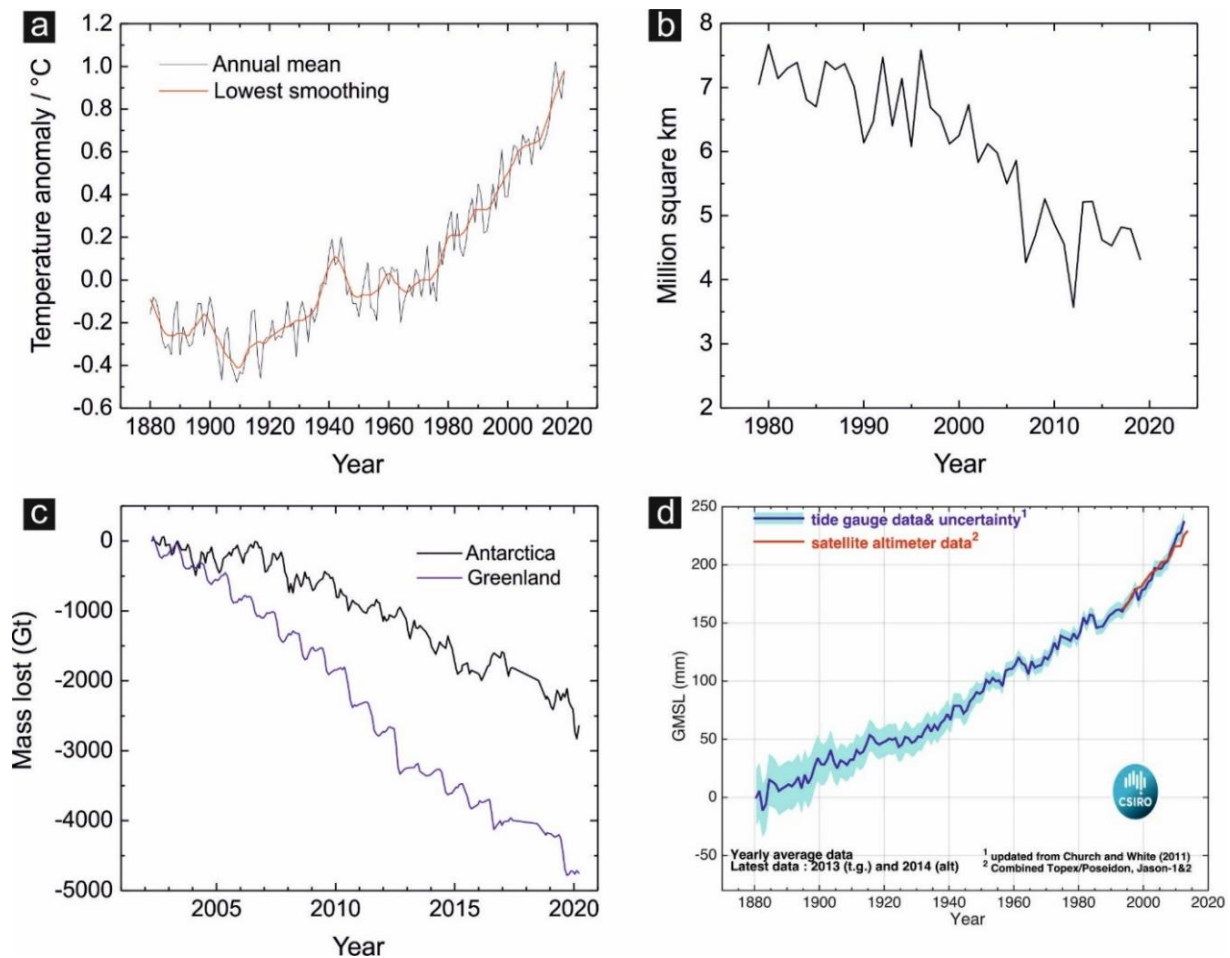 a
1.2
1.0
0.8
0.6
0.4
0.2
0.0
-0.2
-0.4
-0.6
Temperature anomaly / °C
Annual mean
Lowest smoothing
1880 1900 1920 1940 1960 1980 2000 2020
Year
b
8
7
6
5
4
3
2
Million square km
1980 1990 2000 2010 2020
Year
c
0
-1000
-2000
-3000
-4000
-5000
Mass lost (Gt)
Antarctica
Greenland
2005 2010 2015 2020
Year
d
250
200
150
100
50
0
-50
GMSL (mm)
tide gauge data& uncertainty¹
satellite altimeter data²
CSIRO
Yearly average data
Latest data : 2013 (t.g.) and 2014 (alt)
¹ updated from Church and White (2011)
² Combined Topex/Poseidon, Jason-1&2
1880 1900 1920 1940 1960 1980 2000 2020
Year